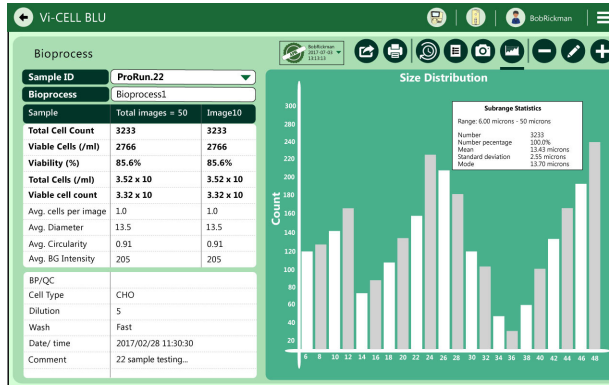 Vi-CELL BLU
BobRickman
Bioprocess
BobRickman
2017-07-03
13:13:13
Sample ID ProRun.22
Bioprocess Bioprocess1
Sample Total images = 50 Image10
Total Cell Count 3233 3233
Viable Cells (/ml) 2766 2766
Viability (%) 85.6% 85.6%
Total Cells (/ml) 3.52 x 10 3.52 x 10
Viable cell count 3.32 x 10 3.32 x 10
Avg. cells per image 1.0 1.0
Avg. Diameter 13.5 13.5
Avg. Circularity 0.91 0.91
Avg. BG Intensity 205 205
BP/QC
Cell Type CHO
Dilution 5
Wash Fast
Date/ time 2017/02/28 11:30:30
Comment 22 sample testing...
Size Distribution
Subrange Statistics
Range: 6.00 microns - 50 microns
Number 3233
Number pecentage 100.0%
Mean 13.43 microns
Standard deviation 2.55 microns
Mode 13.70 microns
Count
300
280
240
220
200
180
160
140
120
100
80
60
40
20
6 8 10 12 14 16 18 20 22 24 26 28 30 32 34 36 38 40 42 44 46 48